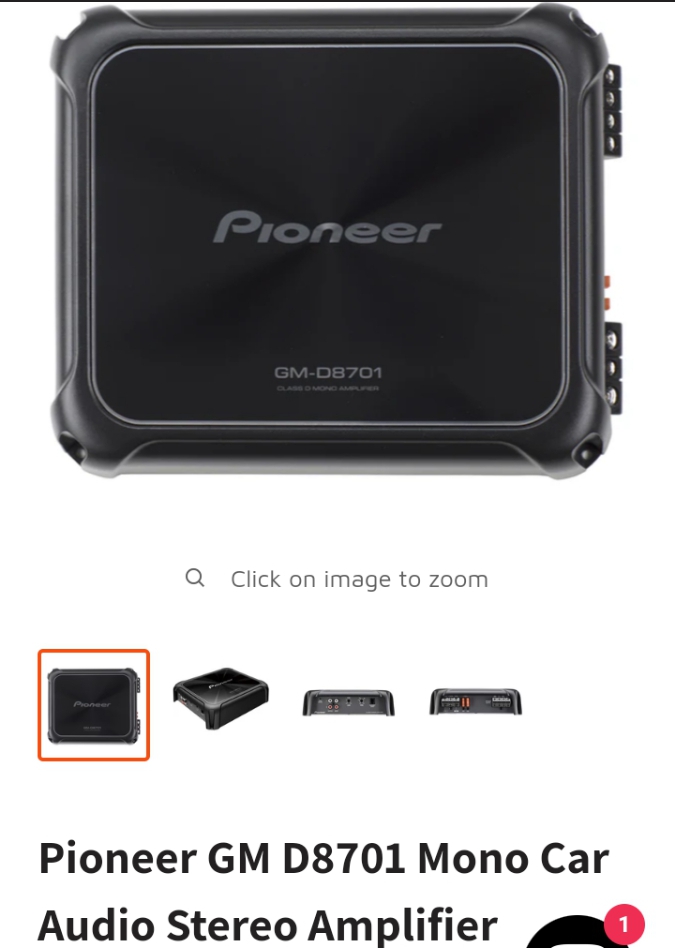 Pioneer
GM-D8701
CLASS D MONO AMPLIFIER
Click on image to zoom
Pioneer
Pioneer GM D8701 Mono Car
Audio Stereo Amplifier
1